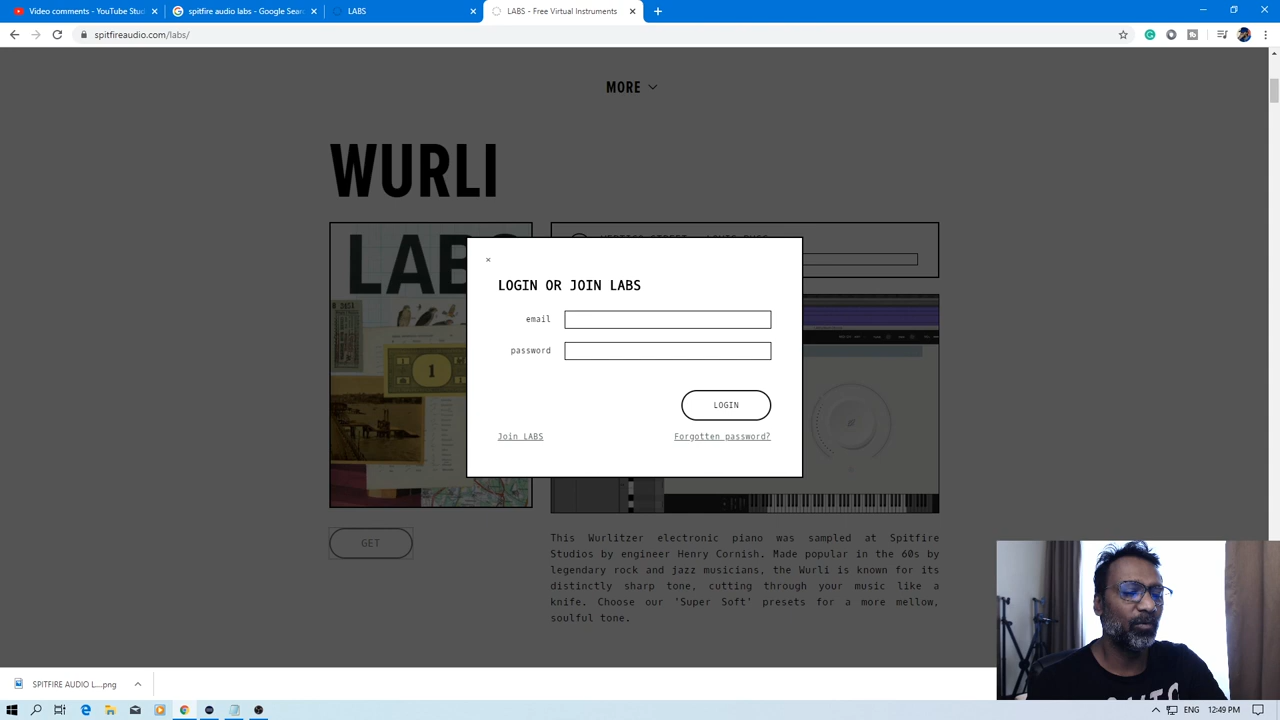 Video comments - YouTube Stud
spitfire audio labs - Google Sear
LABS
LABS - Free Virtual Instruments
spitfireaudio.com/labs/
MORE
WURLI
LABS
LOGIN OR JOIN LABS
email
password
LOGIN
Join LABS
Forgotten password?
1
GET
This Wurlitzer electronic piano was sampled at Spitfire
Studios by engineer Henry Cornish. Made popular in the 60s by
legendary rock and jazz musicians, the Wurli is known for its
distinctly sharp tone, cutting through your music like a
knife. Choose our 'Super Soft' presets for a more mellow,
soulful tone.
SPITFIRE AUDIO L....png
ENG
12:49 PM